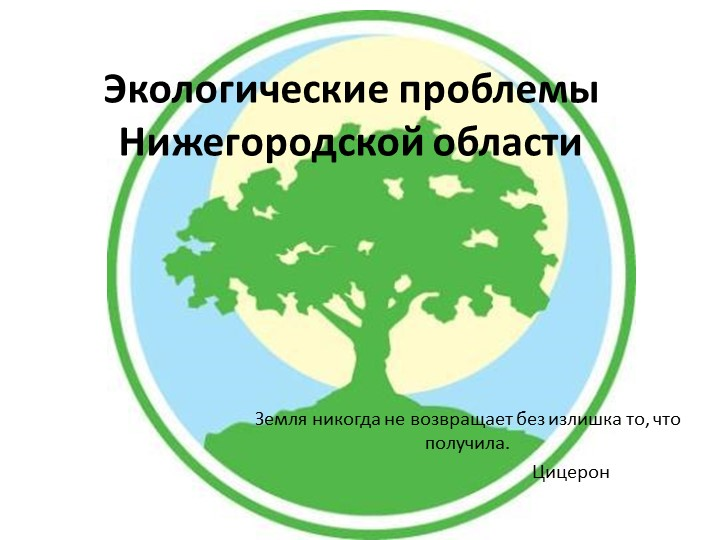 Экологические проблемы
Нижегородской области
Земля никогда не возвращает без излишка то, что
получила.
Цицерон